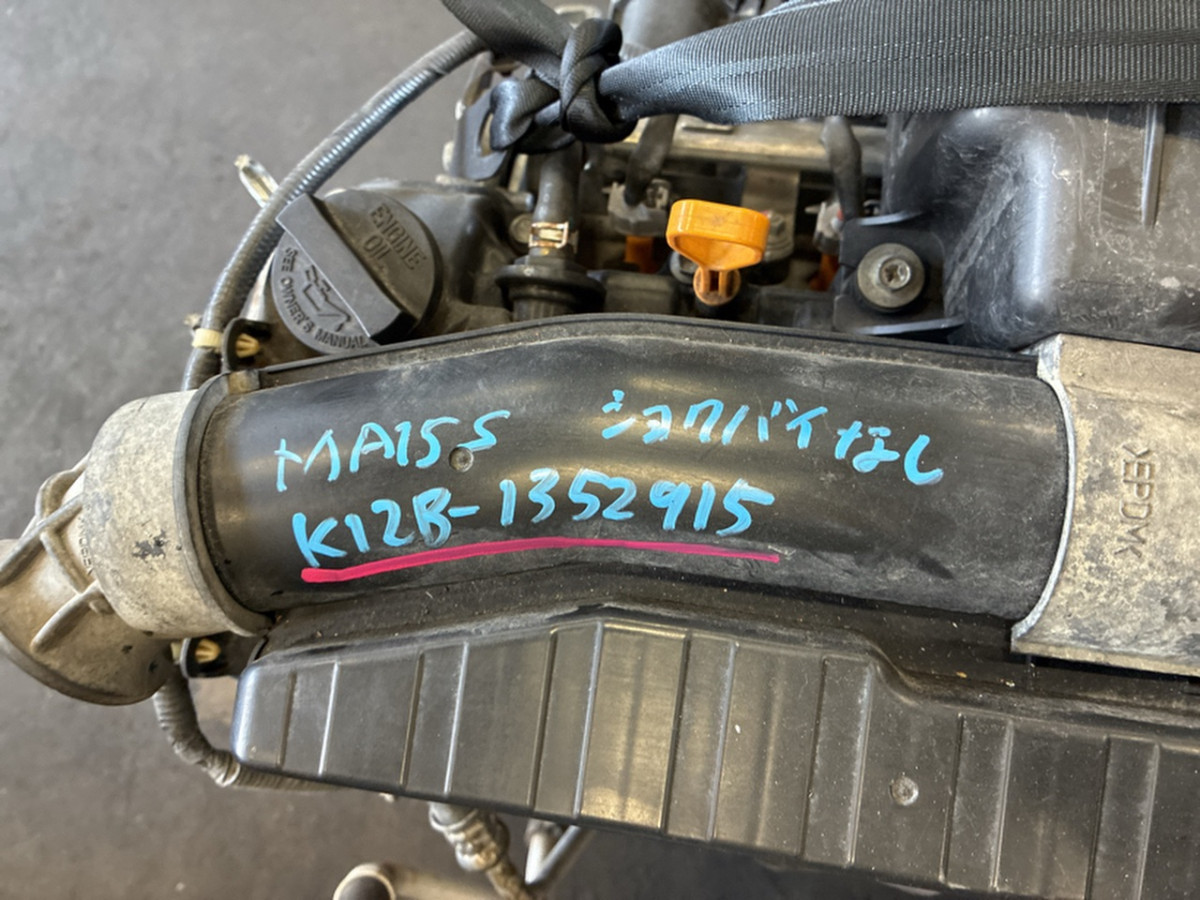 ENGINE
OIL
SEE OWNER'S MANUAL
MA15S ショクバイなし
K12B-1352915